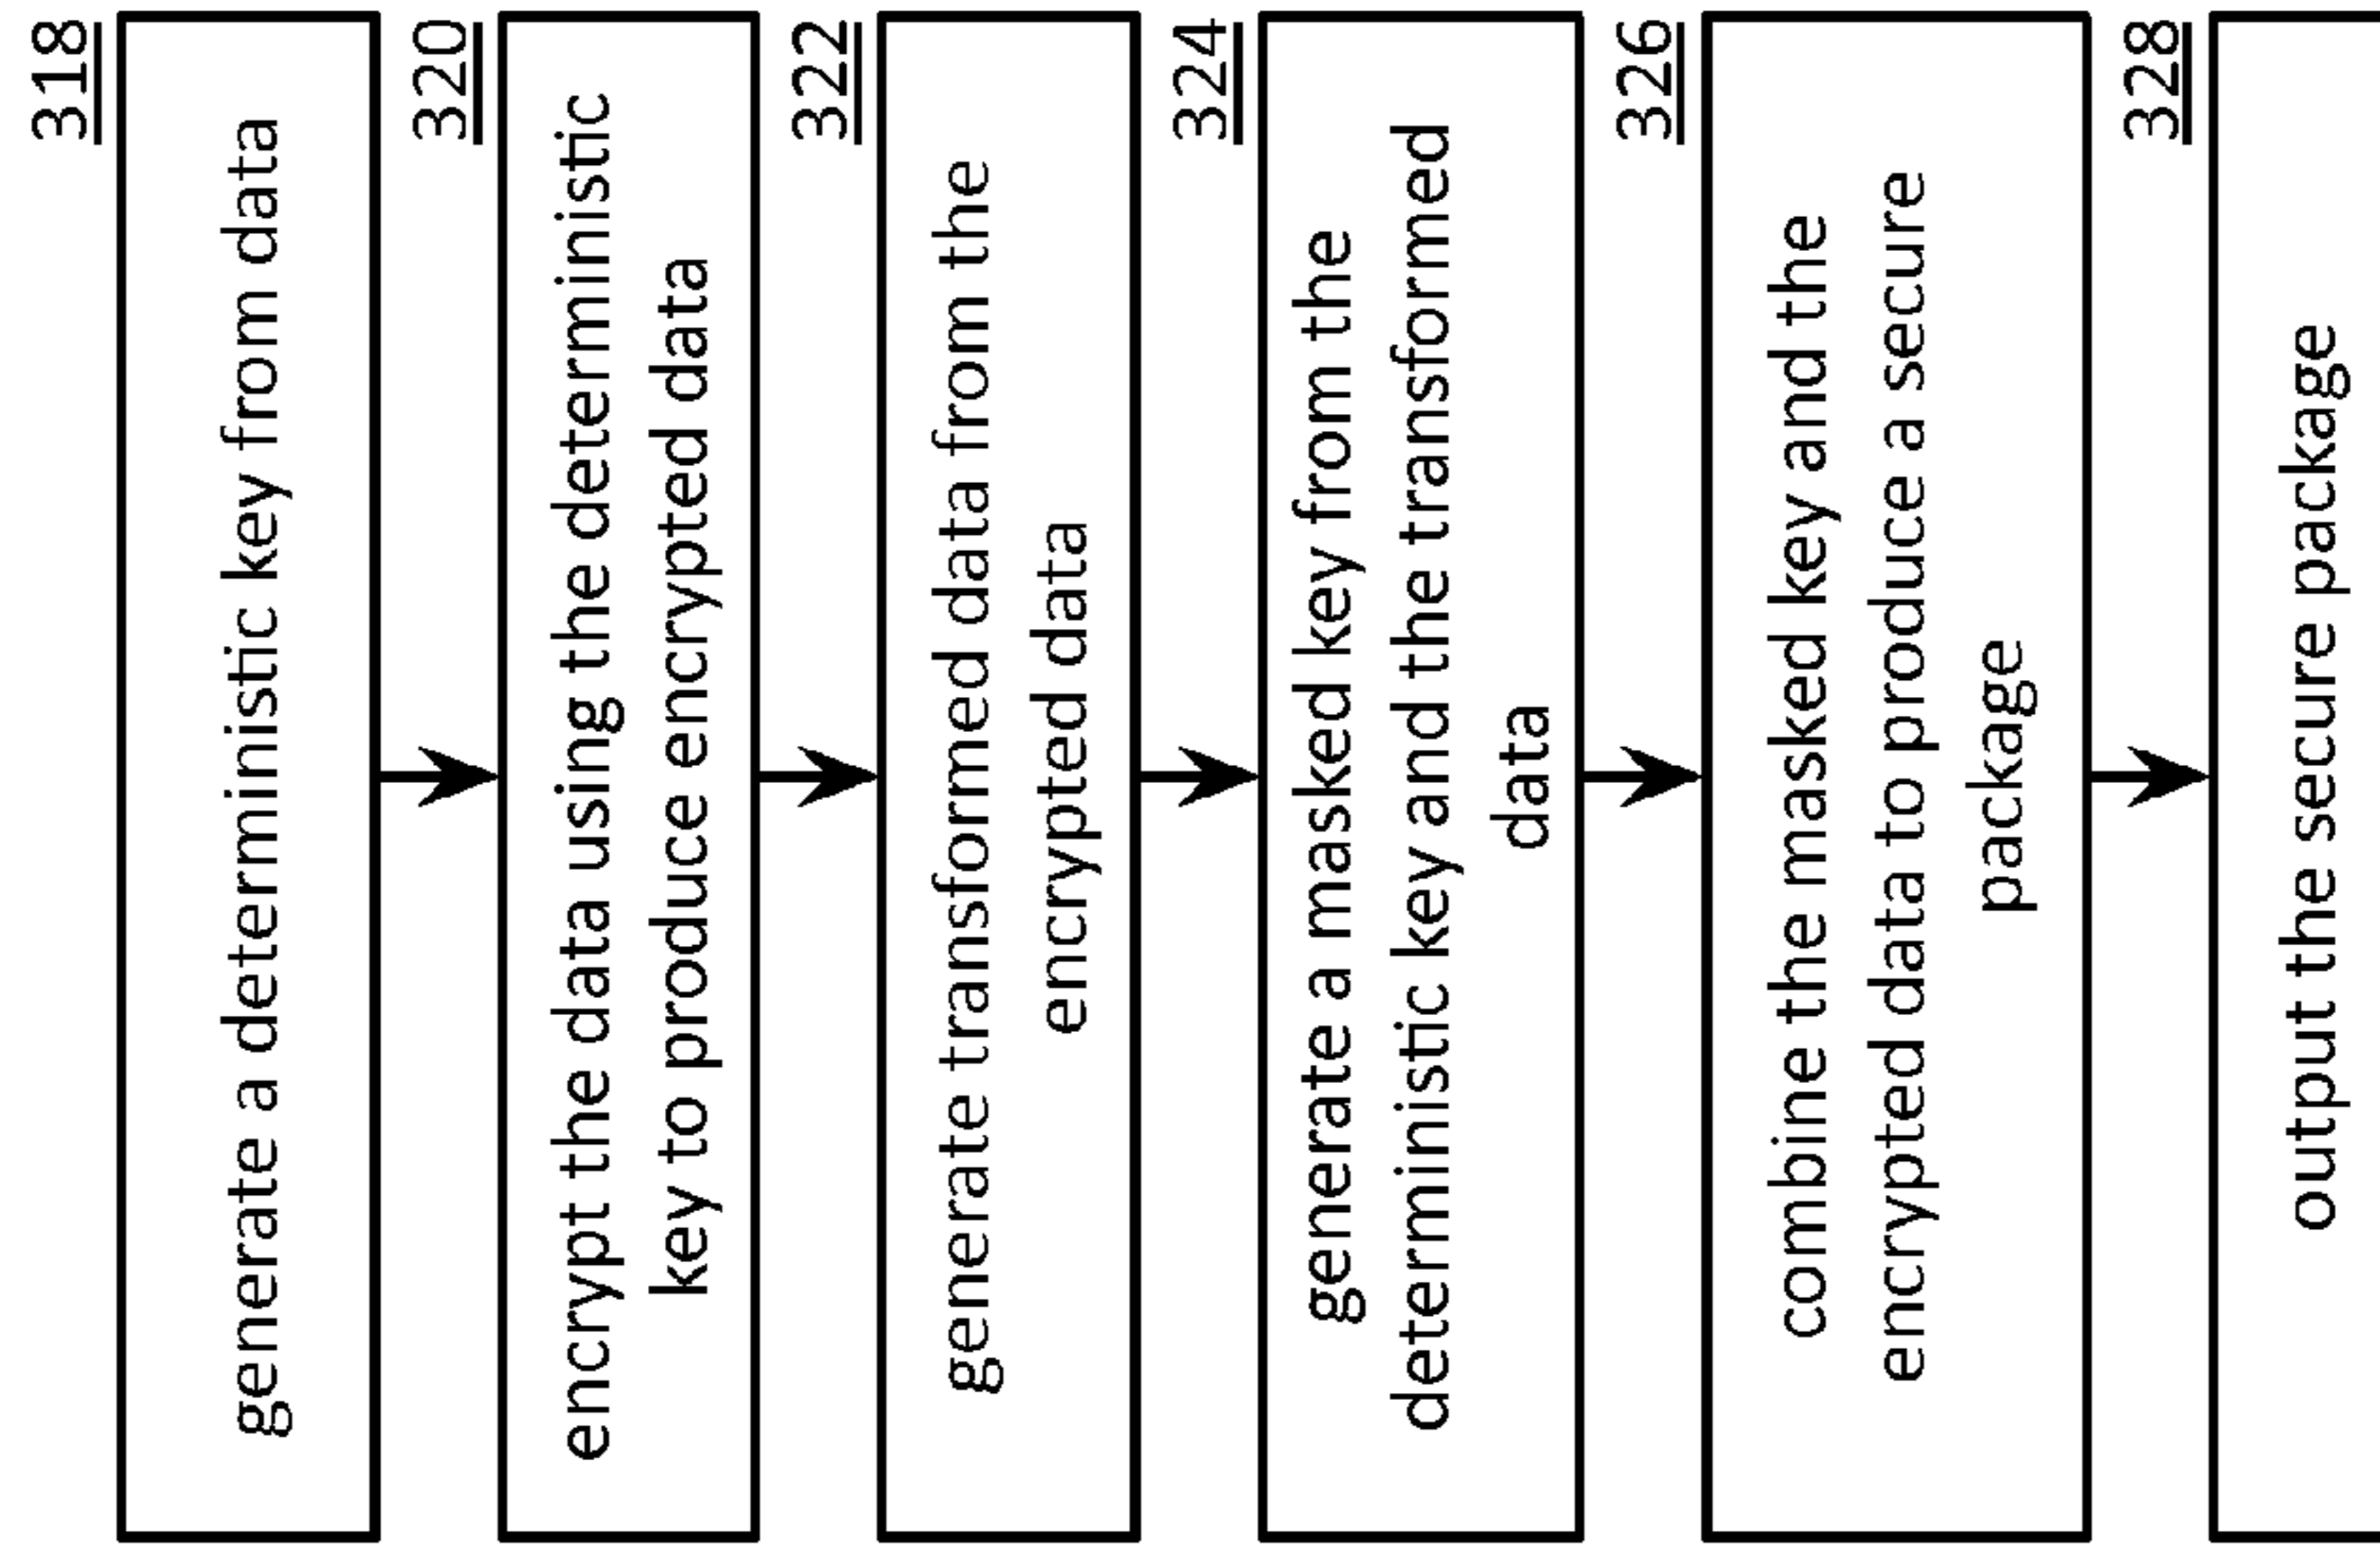 318
generate a deterministic key from data
320
encrypt the data using the deterministic
key to produce encrypted data
322
generate transformed data from the
encrypted data
324
generate a masked key from the
deterministic key and the transformed
data
326
combine the masked key and the
encrypted data to produce a secure
package
328
output the secure package